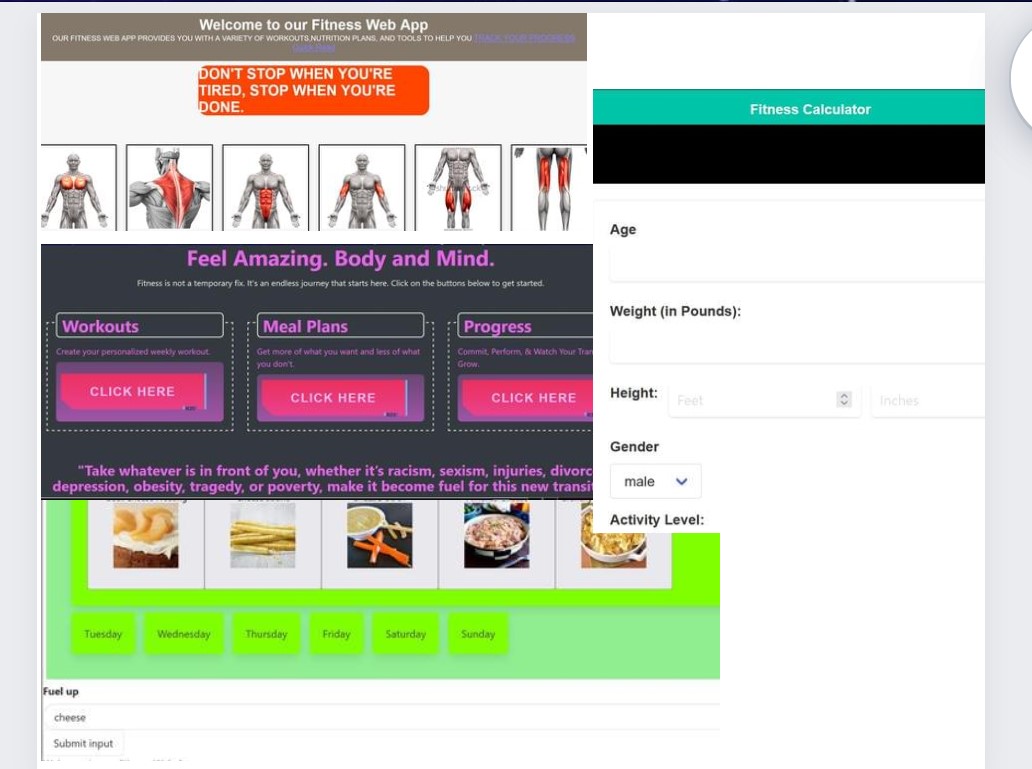 Welcome to our Fitness Web App
OUR FITNESS WEB APP PROVIDES YOU WITH A VARIETY OF WORKOUTS,NUTRITION PLANS, AND TOOLS TO HELP YOU TRACK YOUR PROGRESS
Quick Read
DON'T STOP WHEN YOU'RE
TIRED, STOP WHEN YOU'RE
DONE.
Feel Amazing. Body and Mind.
Fitness is not a temporary fix. It's an endless journey that starts here. Click on the buttons below to get started.
Workouts
Create your personalized weekly workout.
CLICK HERE
Meal Plans
Get more of what you want and less of what
you don't.
CLICK HERE
Progress
Commit, Perform, & Watch Your Tran
Grow.
CLICK HERE
"Take whatever is in front of you, whether it's racism, sexism, injuries, divorc
depression, obesity, tragedy, or poverty, make it become fuel for this new transi
Tuesday
Wednesday
Thursday
Friday
Saturday
Sunday
Fuel up
cheese
Submit input
Fitness Calculator
Age
Weight (in Pounds):
Height:
Feet
Inches
Gender
male
Activity Level: